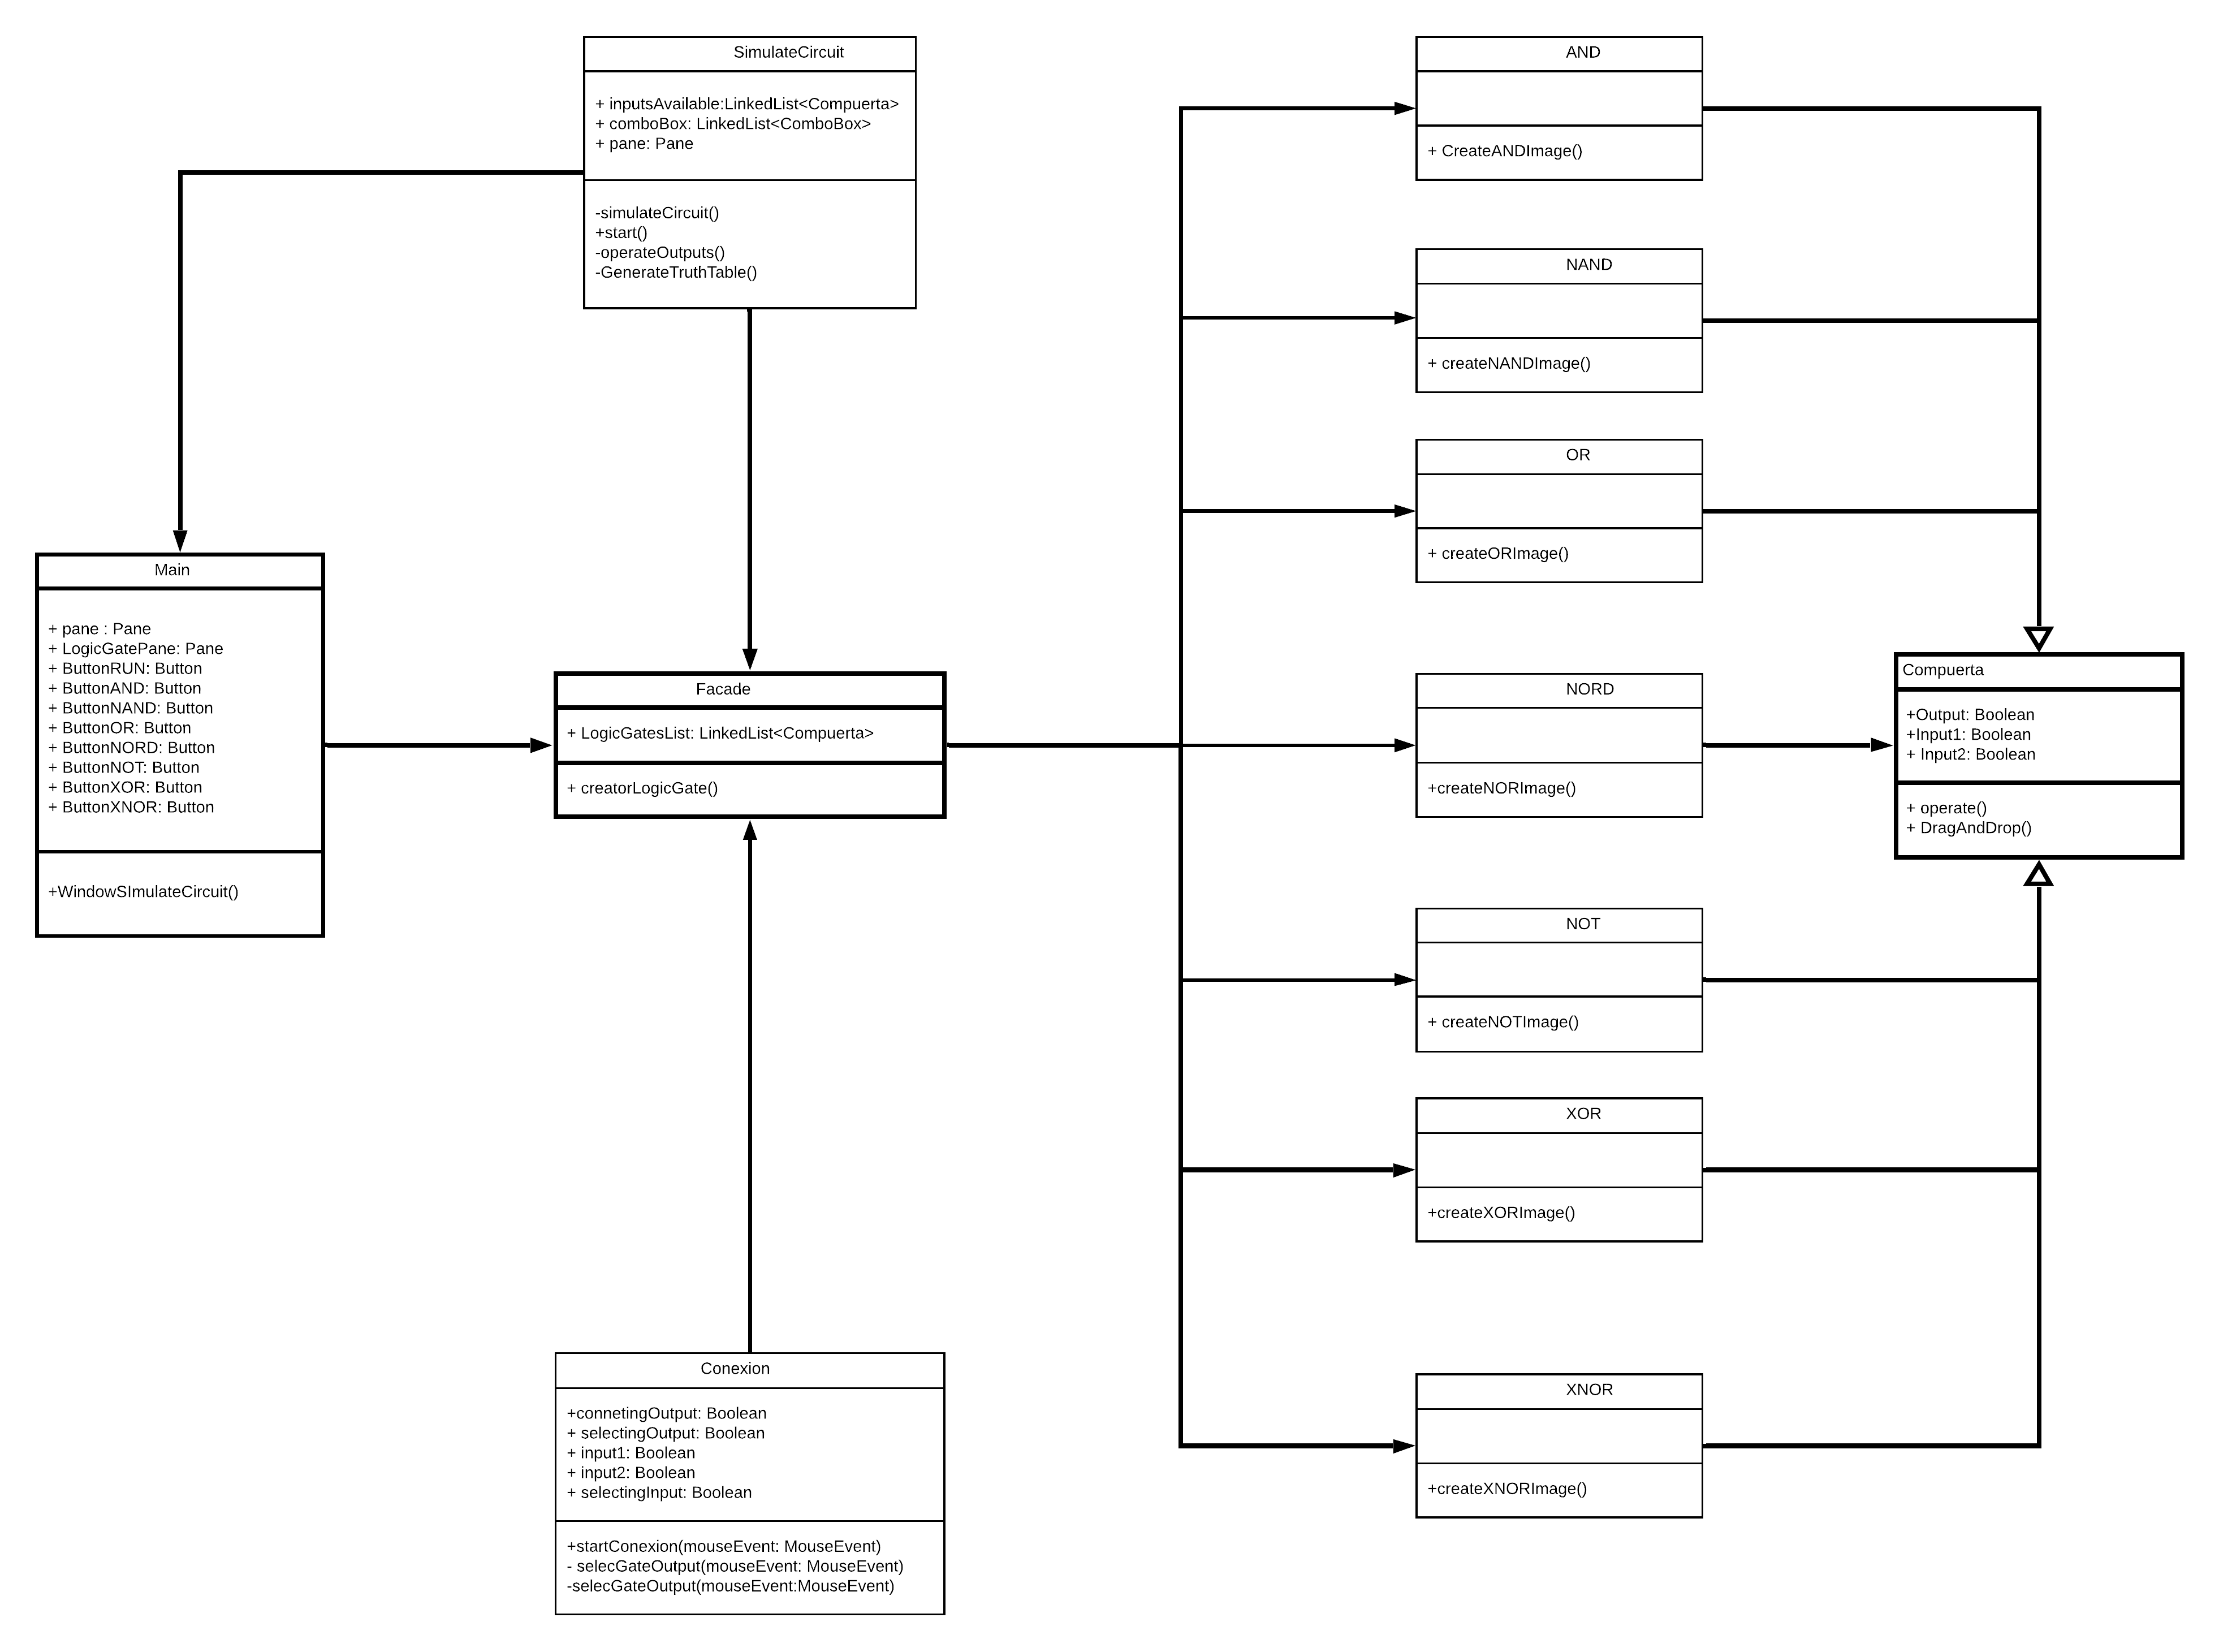 SimulateCircuit
+ inputsAvailable:LinkedList<Compuerta>
+ comboBox: LinkedList<ComboBox>
+ pane: Pane
-simulateCircuit()
+start()
-operateOutputs()
-GenerateTruthTable()
Main
+ pane : Pane
+ LogicGatePane: Pane
+ ButtonRUN: Button
+ ButtonAND: Button
+ ButtonNAND: Button
+ ButtonOR: Button
+ ButtonNORD: Button
+ ButtonNOT: Button
+ ButtonXOR: Button
+ ButtonXNOR: Button
+WindowSImulateCircuit()
Facade
+ LogicGatesList: LinkedList<Compuerta>
+ creatorLogicGate()
Conexion
+connetingOutput: Boolean
+ selectingOutput: Boolean
+ input1: Boolean
+ input2: Boolean
+ selectingInput: Boolean
+startConexion(mouseEvent: MouseEvent)
- selecGateOutput(mouseEvent: MouseEvent)
-selecGateOutput(mouseEvent:MouseEvent)
AND
+ CreateANDImage()
NAND
+ createNANDImage()
OR
+ createORImage()
NORD
+createNORImage()
NOT
+ createNOTImage()
XOR
+createXORImage()
XNOR
+createXNORImage()
Compuerta
+Output: Boolean
+Input1: Boolean
+ Input2: Boolean
+ operate()
+ DragAndDrop()